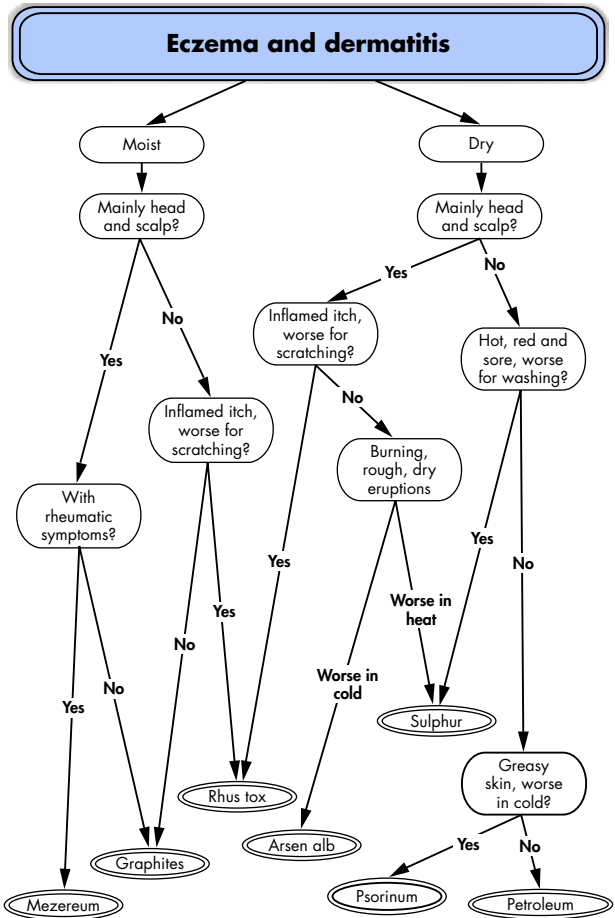 Eczema and dermatitis
Moist
Dry
Mainly head
and scalp?
Mainly head
and scalp?
Yes
No
No
Yes
Inflamed itch,
worse for
scratching?
Hot, red and
sore, worse
for washing?
Inflamed itch,
worse for
scratching?
No
Burning,
rough, dry
eruptions
With
rheumatic
symptoms?
Yes
Yes
No
Worse in
heat
Yes
No
Worse in
cold
No
Yes
Sulphur
Greasy
skin, worse
in cold?
Rhus tox
Arsen alb
Graphites
Yes
No
Mezereum
Psorinum
Petroleum